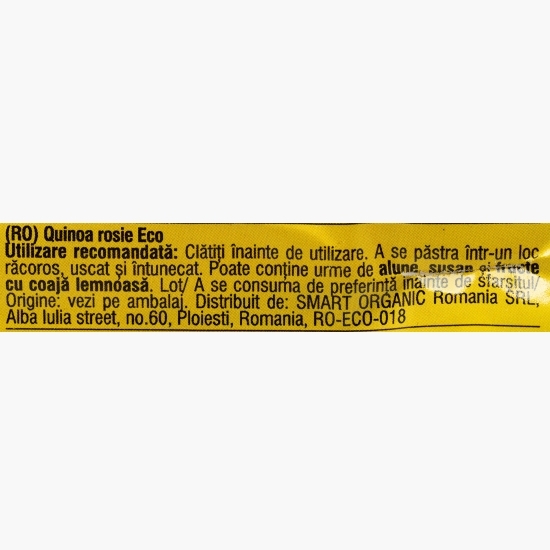 (RO) Quinoa rosie Eco
Utilizare recomandată: Clătiți înainte de utilizare. A se păstra într-un loc
răcoros, uscat și întunecat. Poate conține urme de alune, susan și fructe
cu coajă lemnoasă. Lot/ A se consuma de preferință înainte de sfarsitul/
Origine: vezi pe ambalaj. Distribuit de: SMART ORGANIC Romania SRL,
Alba Iulia street, no.60, Ploiesti, Romania, RO-ECO-018